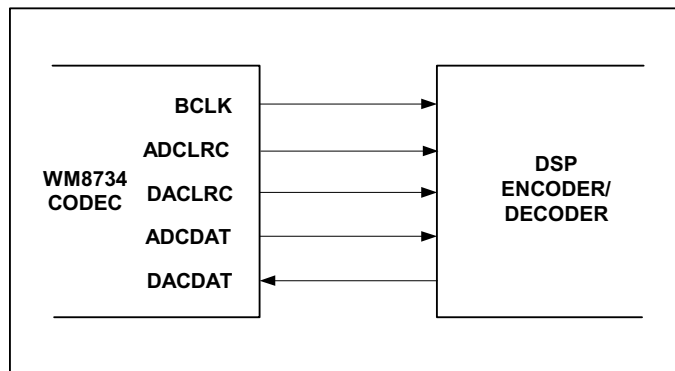 WM8734
CODEC
BCLK
ADCLRC
DACLRC
ADCDAT
DACDAT
DSP
ENCODER/
DECODER